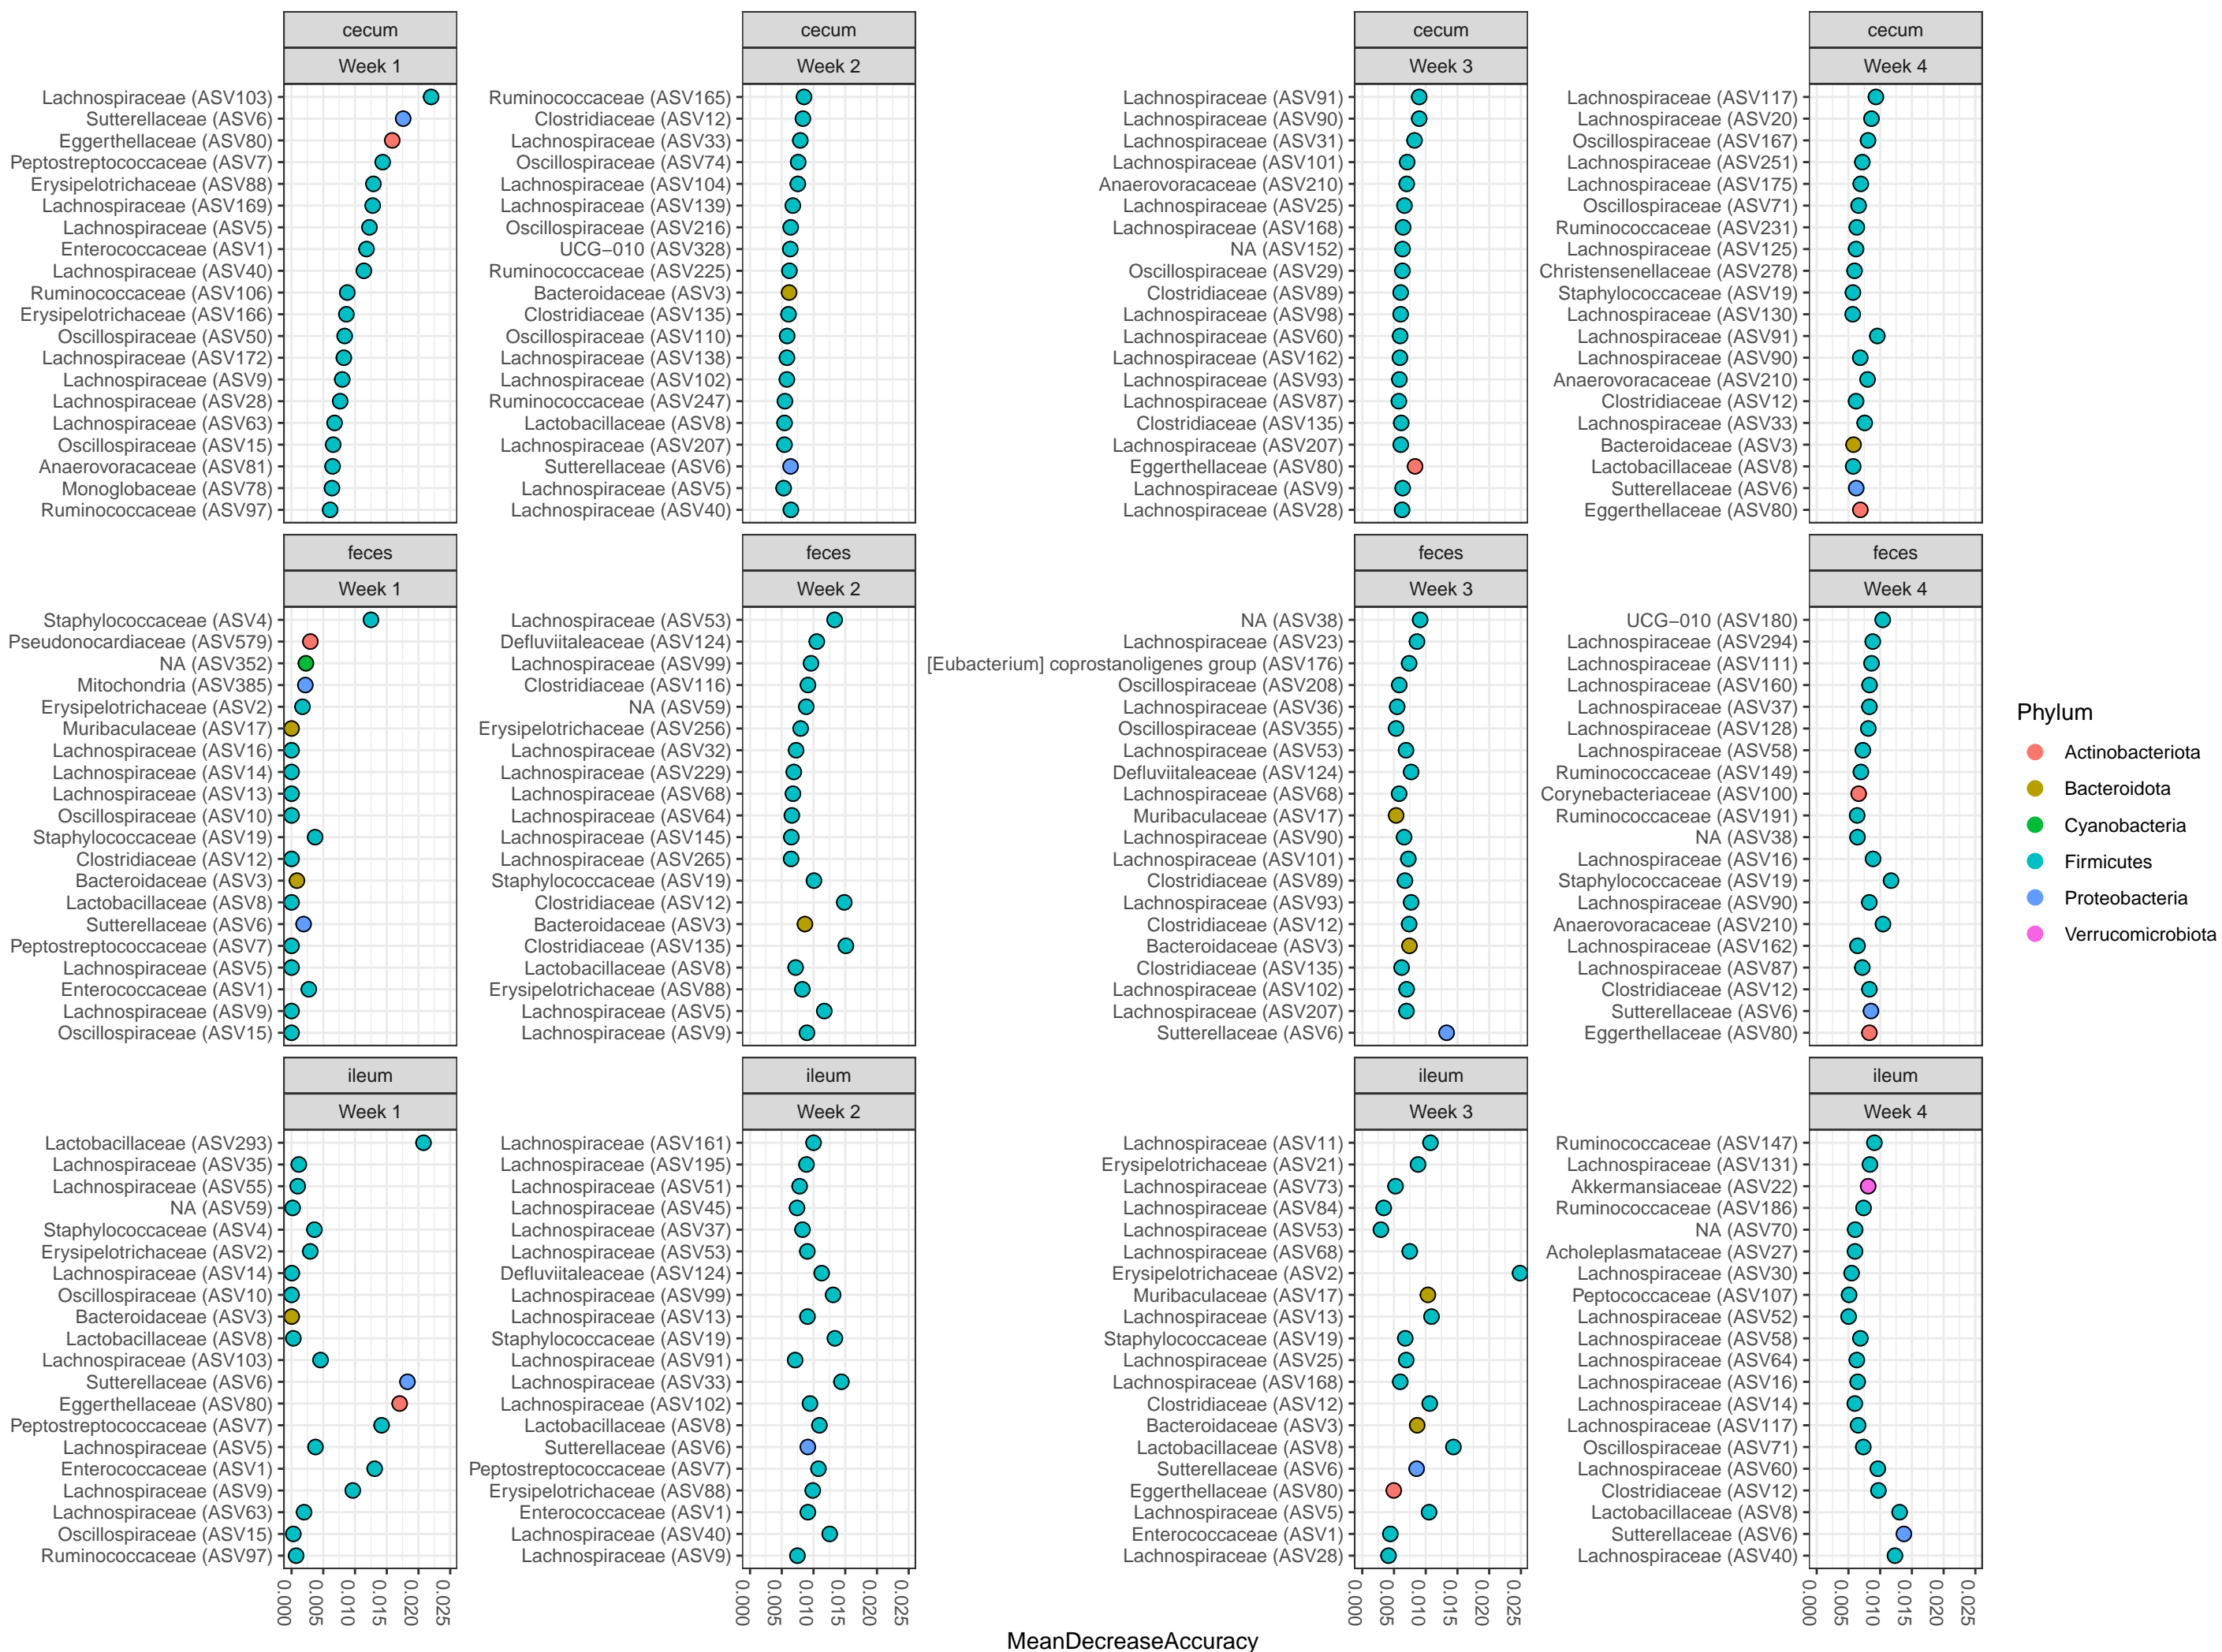 cecum
Week 1
Lachnospiraceae (ASV103)
Sutterellaceae (ASV6)
Eggerthellaceae (ASV80)
Peptostreptococcaceae (ASV7)
Erysipelotrichaceae (ASV88)
Lachnospiraceae (ASV169)
Lachnospiraceae (ASV5)
Enterococcaceae (ASV1)
Lachnospiraceae (ASV40)
Ruminococcaceae (ASV106)
Erysipelotrichaceae (ASV166)
Oscillospiraceae (ASV50)
Lachnospiraceae (ASV172)
Lachnospiraceae (ASV9)
Lachnospiraceae (ASV28)
Lachnospiraceae (ASV63)
Oscillospiraceae (ASV15)
Anaerovoracaceae (ASV81)
Monoglobaceae (ASV78)
Ruminococcaceae (ASV97)
cecum
Week 2
Ruminococcaceae (ASV165)
Clostridiaceae (ASV12)
Lachnospiraceae (ASV33)
Oscillospiraceae (ASV74)
Lachnospiraceae (ASV104)
Lachnospiraceae (ASV139)
Oscillospiraceae (ASV216)
UCG−010 (ASV328)
Ruminococcaceae (ASV225)
Bacteroidaceae (ASV3)
Clostridiaceae (ASV135)
Oscillospiraceae (ASV110)
Lachnospiraceae (ASV138)
Lachnospiraceae (ASV102)
Ruminococcaceae (ASV247)
Lactobacillaceae (ASV8)
Lachnospiraceae (ASV207)
Sutterellaceae (ASV6)
Lachnospiraceae (ASV5)
Lachnospiraceae (ASV40)
cecum
Week 3
Lachnospiraceae (ASV91)
Lachnospiraceae (ASV90)
Lachnospiraceae (ASV31)
Lachnospiraceae (ASV101)
Anaerovoracaceae (ASV210)
Lachnospiraceae (ASV25)
Lachnospiraceae (ASV168)
NA (ASV152)
Oscillospiraceae (ASV29)
Clostridiaceae (ASV89)
Lachnospiraceae (ASV98)
Lachnospiraceae (ASV60)
Lachnospiraceae (ASV162)
Lachnospiraceae (ASV93)
Lachnospiraceae (ASV87)
Clostridiaceae (ASV135)
Lachnospiraceae (ASV207)
Eggerthellaceae (ASV80)
Lachnospiraceae (ASV9)
Lachnospiraceae (ASV28)
cecum
Week 4
Lachnospiraceae (ASV117)
Lachnospiraceae (ASV20)
Oscillospiraceae (ASV167)
Lachnospiraceae (ASV251)
Lachnospiraceae (ASV175)
Oscillospiraceae (ASV71)
Ruminococcaceae (ASV231)
Lachnospiraceae (ASV125)
Christensenellaceae (ASV278)
Staphylococcaceae (ASV19)
Lachnospiraceae (ASV130)
Lachnospiraceae (ASV91)
Lachnospiraceae (ASV90)
Anaerovoracaceae (ASV210)
Clostridiaceae (ASV12)
Lachnospiraceae (ASV33)
Bacteroidaceae (ASV3)
Lactobacillaceae (ASV8)
Sutterellaceae (ASV6)
Eggerthellaceae (ASV80)
feces
Week 1
Staphylococcaceae (ASV4)
Pseudonocardiaceae (ASV579)
NA (ASV352)
Mitochondria (ASV385)
Erysipelotrichaceae (ASV2)
Muribaculaceae (ASV17)
Lachnospiraceae (ASV16)
Lachnospiraceae (ASV14)
Lachnospiraceae (ASV13)
Oscillospiraceae (ASV10)
Staphylococcaceae (ASV19)
Clostridiaceae (ASV12)
Bacteroidaceae (ASV3)
Lactobacillaceae (ASV8)
Sutterellaceae (ASV6)
Peptostreptococcaceae (ASV7)
Lachnospiraceae (ASV5)
Enterococcaceae (ASV1)
Lachnospiraceae (ASV9)
Oscillospiraceae (ASV15)
feces
Week 2
Lachnospiraceae (ASV53)
Defluviitaleaceae (ASV124)
Lachnospiraceae (ASV99)
Clostridiaceae (ASV116)
NA (ASV59)
Erysipelotrichaceae (ASV256)
Lachnospiraceae (ASV32)
Lachnospiraceae (ASV229)
Lachnospiraceae (ASV68)
Lachnospiraceae (ASV64)
Lachnospiraceae (ASV145)
Lachnospiraceae (ASV265)
Staphylococcaceae (ASV19)
Clostridiaceae (ASV12)
Bacteroidaceae (ASV3)
Clostridiaceae (ASV135)
Lactobacillaceae (ASV8)
Erysipelotrichaceae (ASV88)
Lachnospiraceae (ASV5)
Lachnospiraceae (ASV9)
feces
Week 3
NA (ASV38)
Lachnospiraceae (ASV23)
[Eubacterium] coprostanoligenes group (ASV176)
Oscillospiraceae (ASV208)
Lachnospiraceae (ASV36)
Oscillospiraceae (ASV355)
Lachnospiraceae (ASV53)
Defluviitaleaceae (ASV124)
Lachnospiraceae (ASV68)
Muribaculaceae (ASV17)
Lachnospiraceae (ASV90)
Lachnospiraceae (ASV101)
Clostridiaceae (ASV89)
Lachnospiraceae (ASV93)
Clostridiaceae (ASV12)
Bacteroidaceae (ASV3)
Clostridiaceae (ASV135)
Lachnospiraceae (ASV102)
Lachnospiraceae (ASV207)
Sutterellaceae (ASV6)
feces
Week 4
UCG−010 (ASV180)
Lachnospiraceae (ASV294)
Lachnospiraceae (ASV111)
Lachnospiraceae (ASV160)
Lachnospiraceae (ASV37)
Lachnospiraceae (ASV128)
Lachnospiraceae (ASV58)
Ruminococcaceae (ASV149)
Corynebacteriaceae (ASV100)
Ruminococcaceae (ASV191)
NA (ASV38)
Lachnospiraceae (ASV16)
Staphylococcaceae (ASV19)
Lachnospiraceae (ASV90)
Anaerovoracaceae (ASV210)
Lachnospiraceae (ASV162)
Lachnospiraceae (ASV87)
Clostridiaceae (ASV12)
Sutterellaceae (ASV6)
Eggerthellaceae (ASV80)
ileum
Week 1
Lactobacillaceae (ASV293)
Lachnospiraceae (ASV35)
Lachnospiraceae (ASV55)
NA (ASV59)
Staphylococcaceae (ASV4)
Erysipelotrichaceae (ASV2)
Lachnospiraceae (ASV14)
Oscillospiraceae (ASV10)
Bacteroidaceae (ASV3)
Lactobacillaceae (ASV8)
Lachnospiraceae (ASV103)
Sutterellaceae (ASV6)
Eggerthellaceae (ASV80)
Peptostreptococcaceae (ASV7)
Lachnospiraceae (ASV5)
Enterococcaceae (ASV1)
Lachnospiraceae (ASV9)
Lachnospiraceae (ASV63)
Oscillospiraceae (ASV15)
Ruminococcaceae (ASV97)
0.000
0.005
0.010
0.015
0.020
0.025
ileum
Week 2
Lachnospiraceae (ASV161)
Lachnospiraceae (ASV195)
Lachnospiraceae (ASV51)
Lachnospiraceae (ASV45)
Lachnospiraceae (ASV37)
Lachnospiraceae (ASV53)
Defluviitaleaceae (ASV124)
Lachnospiraceae (ASV99)
Lachnospiraceae (ASV13)
Staphylococcaceae (ASV19)
Lachnospiraceae (ASV91)
Lachnospiraceae (ASV33)
Lachnospiraceae (ASV102)
Lactobacillaceae (ASV8)
Sutterellaceae (ASV6)
Peptostreptococcaceae (ASV7)
Erysipelotrichaceae (ASV88)
Enterococcaceae (ASV1)
Lachnospiraceae (ASV40)
Lachnospiraceae (ASV9)
0.000
0.005
0.010
0.015
0.020
0.025
ileum
Week 3
Lachnospiraceae (ASV11)
Erysipelotrichaceae (ASV21)
Lachnospiraceae (ASV73)
Lachnospiraceae (ASV84)
Lachnospiraceae (ASV53)
Lachnospiraceae (ASV68)
Erysipelotrichaceae (ASV2)
Muribaculaceae (ASV17)
Lachnospiraceae (ASV13)
Staphylococcaceae (ASV19)
Lachnospiraceae (ASV25)
Lachnospiraceae (ASV168)
Clostridiaceae (ASV12)
Bacteroidaceae (ASV3)
Lactobacillaceae (ASV8)
Sutterellaceae (ASV6)
Eggerthellaceae (ASV80)
Lachnospiraceae (ASV5)
Enterococcaceae (ASV1)
Lachnospiraceae (ASV28)
0.000
0.005
0.010
0.015
0.020
0.025
ileum
Week 4
Ruminococcaceae (ASV147)
Lachnospiraceae (ASV131)
Akkermansiaceae (ASV22)
Ruminococcaceae (ASV186)
NA (ASV70)
Acholeplasmataceae (ASV27)
Lachnospiraceae (ASV30)
Peptococcaceae (ASV107)
Lachnospiraceae (ASV52)
Lachnospiraceae (ASV58)
Lachnospiraceae (ASV64)
Lachnospiraceae (ASV16)
Lachnospiraceae (ASV14)
Lachnospiraceae (ASV117)
Oscillospiraceae (ASV71)
Lachnospiraceae (ASV60)
Clostridiaceae (ASV12)
Lactobacillaceae (ASV8)
Sutterellaceae (ASV6)
Lachnospiraceae (ASV40)
0.000
0.005
0.010
0.015
0.020
0.025
MeanDecreaseAccuracy
Phylum
Actinobacteriota
Bacteroidota
Cyanobacteria
Firmicutes
Proteobacteria
Verrucomicrobiota